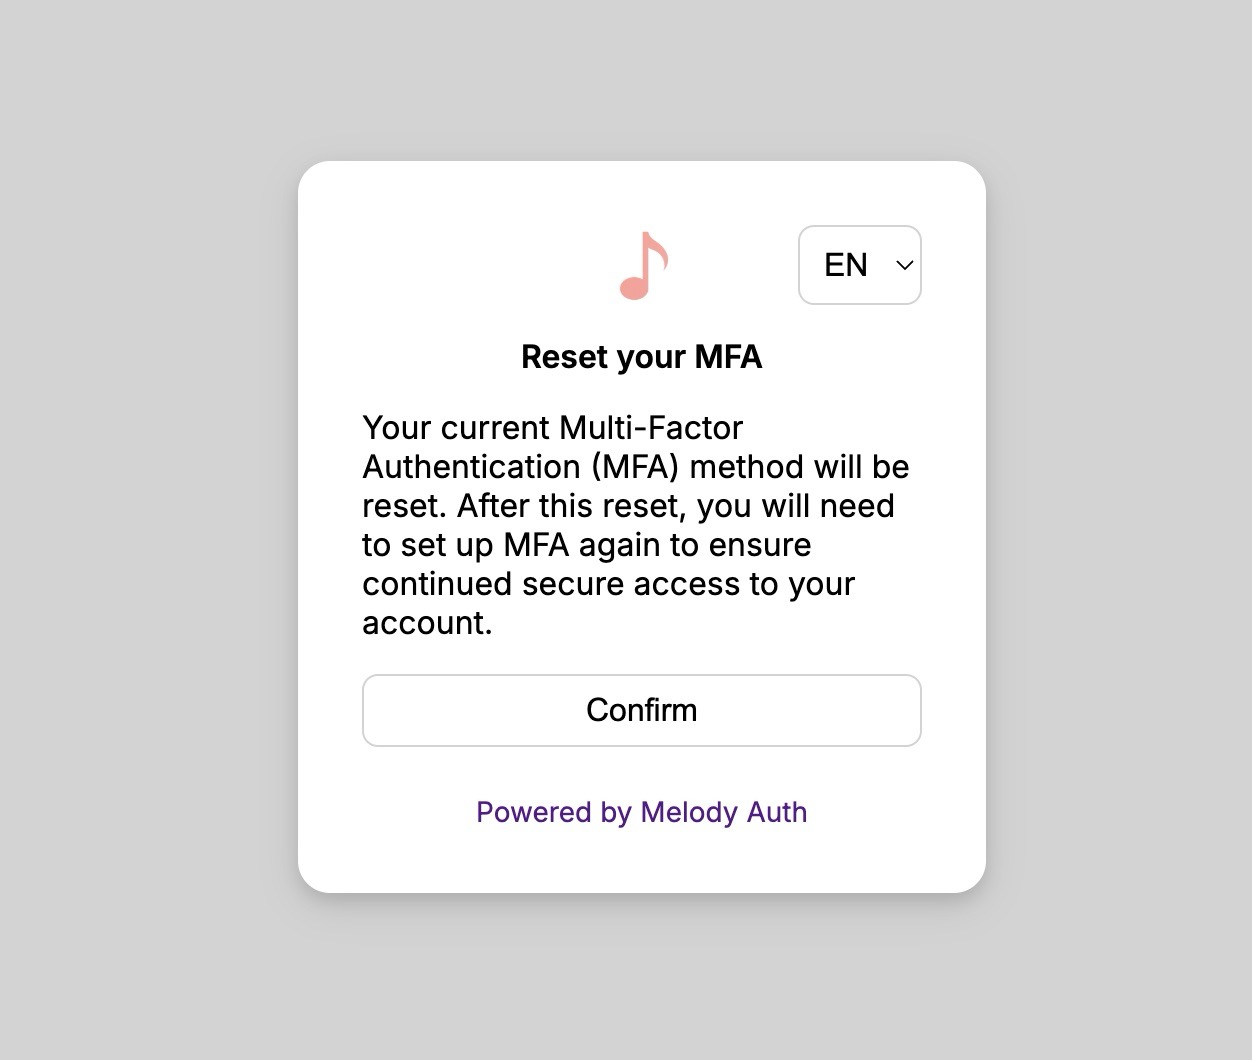 EN
Reset your MFA
Your current Multi-Factor
Authentication (MFA) method will be
reset. After this reset, you will need
to set up MFA again to ensure
continued secure access to your
account.
Confirm
Powered by Melody Auth